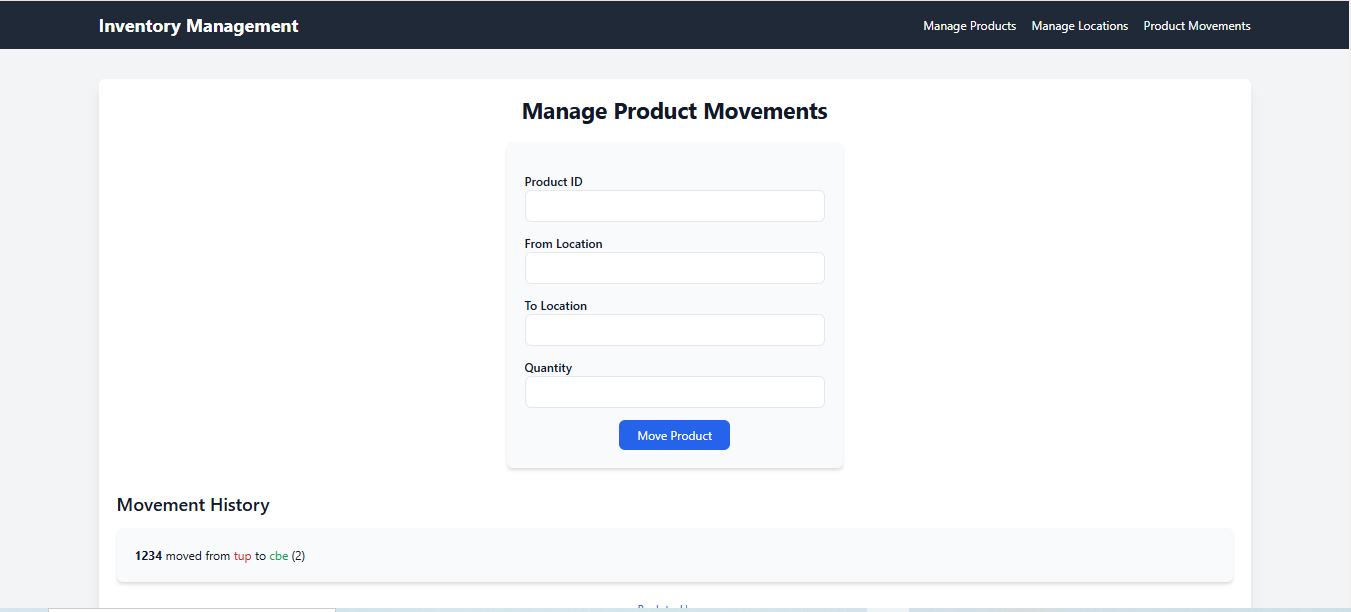 Inventory Management
Manage Products Manage Locations Product Movements
Manage Product Movements
Product ID
From Location
To Location
Quantity
Move Product
Movement History
1234 moved from tup to cbe (2)